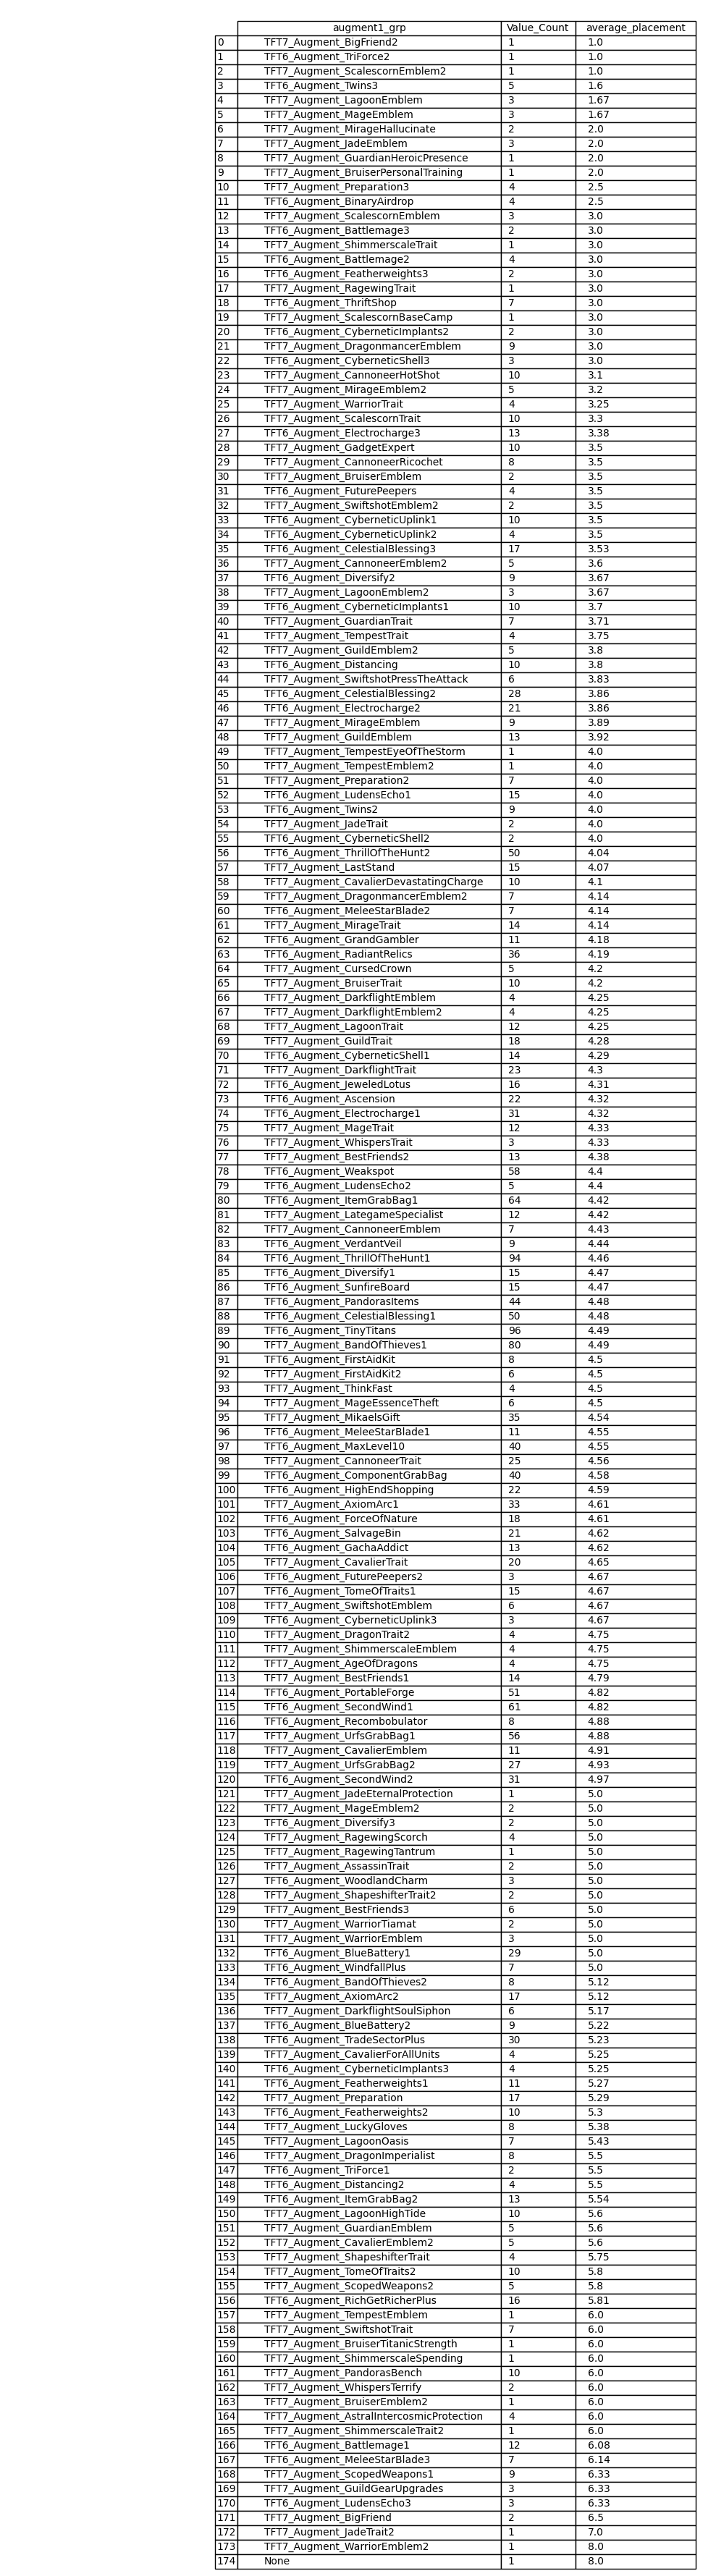 augment1_grp Value_Count average_placement
0 TFT7_Augment_BigFriend2 1 1.0
1 TFT6_Augment_TriForce2 1 1.0
2 TFT7_Augment_ScalescornEmblem2 1 1.0
3 TFT6_Augment_Twins3 5 1.6
4 TFT7_Augment_LagoonEmblem 3 1.67
5 TFT7_Augment_MageEmblem 3 1.67
6 TFT7_Augment_MirageHallucinate 2 2.0
7 TFT7_Augment_JadeEmblem 3 2.0
8 TFT7_Augment_GuardianHeroicPresence 1 2.0
9 TFT7_Augment_BruiserPersonalTraining 1 2.0
10 TFT7_Augment_Preparation3 4 2.5
11 TFT6_Augment_BinaryAirdrop 4 2.5
12 TFT7_Augment_ScalescornEmblem 3 3.0
13 TFT6_Augment_Battlemage3 2 3.0
14 TFT7_Augment_ShimmerscaleTrait 1 3.0
15 TFT6_Augment_Battlemage2 4 3.0
16 TFT6_Augment_Featherweights3 2 3.0
17 TFT7_Augment_RagewingTrait 1 3.0
18 TFT6_Augment_ThriftShop 7 3.0
19 TFT7_Augment_ScalescornBaseCamp 1 3.0
20 TFT6_Augment_CyberneticImplants2 2 3.0
21 TFT7_Augment_DragonmancerEmblem 9 3.0
22 TFT6_Augment_CyberneticShell3 3 3.0
23 TFT7_Augment_CannoneerHotShot 10 3.1
24 TFT7_Augment_MirageEmblem2 5 3.2
25 TFT7_Augment_WarriorTrait 4 3.25
26 TFT7_Augment_ScalescornTrait 10 3.3
27 TFT6_Augment_Electrocharge3 13 3.38
28 TFT7_Augment_GadgetExpert 10 3.5
29 TFT7_Augment_CannoneerRicochet 8 3.5
30 TFT7_Augment_BruiserEmblem 2 3.5
31 TFT6_Augment_FuturePeepers 4 3.5
32 TFT7_Augment_SwiftshotEmblem2 2 3.5
33 TFT6_Augment_CyberneticUplink1 10 3.5
34 TFT6_Augment_CyberneticUplink2 4 3.5
35 TFT6_Augment_CelestialBlessing3 17 3.53
36 TFT7_Augment_CannoneerEmblem2 5 3.6
37 TFT6_Augment_Diversify2 9 3.67
38 TFT7_Augment_LagoonEmblem2 3 3.67
39 TFT6_Augment_CyberneticImplants1 10 3.7
40 TFT7_Augment_GuardianTrait 7 3.71
41 TFT7_Augment_TempestTrait 4 3.75
42 TFT7_Augment_GuildEmblem2 5 3.8
43 TFT6_Augment_Distancing 10 3.8
44 TFT7_Augment_SwiftshotPressTheAttack 6 3.83
45 TFT6_Augment_CelestialBlessing2 28 3.86
46 TFT6_Augment_Electrocharge2 21 3.86
47 TFT7_Augment_MirageEmblem 9 3.89
48 TFT7_Augment_GuildEmblem 13 3.92
49 TFT7_Augment_TempestEyeOfTheStorm 1 4.0
50 TFT7_Augment_TempestEmblem2 1 4.0
51 TFT7_Augment_Preparation2 7 4.0
52 TFT6_Augment_LudensEcho1 15 4.0
53 TFT6_Augment_Twins2 9 4.0
54 TFT7_Augment_JadeTrait 2 4.0
55 TFT6_Augment_CyberneticShell2 2 4.0
56 TFT6_Augment_ThrillOfTheHunt2 50 4.04
57 TFT7_Augment_LastStand 15 4.07
58 TFT7_Augment_CavalierDevastatingCharge 10 4.1
59 TFT7_Augment_DragonmancerEmblem2 7 4.14
60 TFT6_Augment_MeleeStarBlade2 7 4.14
61 TFT7_Augment_MirageTrait 14 4.14
62 TFT6_Augment_GrandGambler 11 4.18
63 TFT6_Augment_RadiantRelics 36 4.19
64 TFT7_Augment_CursedCrown 5 4.2
65 TFT7_Augment_BruiserTrait 10 4.2
66 TFT7_Augment_DarkflightEmblem 4 4.25
67 TFT7_Augment_DarkflightEmblem2 4 4.25
68 TFT7_Augment_LagoonTrait 12 4.25
69 TFT7_Augment_GuildTrait 18 4.28
70 TFT6_Augment_CyberneticShell1 14 4.29
71 TFT7_Augment_DarkflightTrait 23 4.3
72 TFT6_Augment_JeweledLotus 16 4.31
73 TFT6_Augment_Ascension 22 4.32
74 TFT6_Augment_Electrocharge1 31 4.32
75 TFT7_Augment_MageTrait 12 4.33
76 TFT7_Augment_WhispersTrait 3 4.33
77 TFT7_Augment_BestFriends2 13 4.38
78 TFT6_Augment_Weakspot 58 4.4
79 TFT6_Augment_LudensEcho2 5 4.4
80 TFT6_Augment_ItemGrabBag1 64 4.42
81 TFT7_Augment_LategameSpecialist 12 4.42
82 TFT7_Augment_CannoneerEmblem 7 4.43
83 TFT6_Augment_VerdantVeil 9 4.44
84 TFT6_Augment_ThrillOfTheHunt1 94 4.46
85 TFT6_Augment_Diversify1 15 4.47
86 TFT6_Augment_SunfireBoard 15 4.47
87 TFT6_Augment_PandorasItems 44 4.48
88 TFT6_Augment_CelestialBlessing1 50 4.48
89 TFT6_Augment_TinyTitans 96 4.49
90 TFT6_Augment_BandOfThieves1 80 4.49
91 TFT6_Augment_FirstAidKit 8 4.5
92 TFT7_Augment_FirstAidKit2 6 4.5
93 TFT7_Augment_ThinkFast 4 4.5
94 TFT7_Augment_MageEssenceTheft 6 4.5
95 TFT7_Augment_MikaelsGift 35 4.54
96 TFT6_Augment_MeleeStarBlade1 11 4.55
97 TFT6_Augment_MaxLevel10 40 4.55
98 TFT7_Augment_CannoneerTrait 25 4.56
99 TFT6_Augment_ComponentGrabBag 40 4.58
100 TFT6_Augment_HighEndShopping 22 4.59
101 TFT7_Augment_AxiomArc1 33 4.61
102 TFT6_Augment_ForceOfNature 18 4.61
103 TFT6_Augment_SalvageBin 21 4.62
104 TFT6_Augment_GachaAddict 13 4.62
105 TFT7_Augment_CavalierTrait 20 4.65
106 TFT6_Augment_FuturePeepers2 3 4.67
107 TFT6_Augment_TomeOfTraits1 15 4.67
108 TFT7_Augment_SwiftshotEmblem 6 4.67
109 TFT6_Augment_CyberneticUplink3 3 4.67
110 TFT7_Augment_DragonTrait2 4 4.75
111 TFT7_Augment_ShimmerscaleEmblem 4 4.75
112 TFT7_Augment_AgeOfDragons 4 4.75
113 TFT7_Augment_BestFriends1 14 4.79
114 TFT6_Augment_PortableForge 51 4.82
115 TFT6_Augment_SecondWind1 61 4.82
116 TFT6_Augment_Recombobulator 8 4.88
117 TFT7_Augment_UrfsGrabBag1 56 4.88
118 TFT7_Augment_CavalierEmblem 11 4.91
119 TFT7_Augment_UrfsGrabBag2 27 4.93
120 TFT6_Augment_SecondWind2 31 4.97
121 TFT7_Augment_JadeEternalProtection 1 5.0
122 TFT7_Augment_MageEmblem2 2 5.0
123 TFT6_Augment_Diversify3 2 5.0
124 TFT7_Augment_RagewingScorch 4 5.0
125 TFT7_Augment_RagewingTantrum 1 5.0
126 TFT7_Augment_AssassinTrait 2 5.0
127 TFT6_Augment_WoodlandCharm 3 5.0
128 TFT7_Augment_ShapeshifterTrait2 2 5.0
129 TFT7_Augment_BestFriends3 6 5.0
130 TFT7_Augment_WarriorTiamat 2 5.0
131 TFT7_Augment_WarriorEmblem 3 5.0
132 TFT6_Augment_BlueBattery1 29 5.0
133 TFT6_Augment_WindfallPlus 7 5.0
134 TFT6_Augment_BandOfThieves2 8 5.12
135 TFT7_Augment_AxiomArc2 17 5.12
136 TFT7_Augment_DarkflightSoulSiphon 6 5.17
137 TFT6_Augment_BlueBattery2 9 5.22
138 TFT6_Augment_TradeSectorPlus 30 5.23
139 TFT7_Augment_CavalierForAllUnits 4 5.25
140 TFT6_Augment_CyberneticImplants3 4 5.25
141 TFT6_Augment_Featherweights1 11 5.27
142 TFT7_Augment_Preparation 17 5.29
143 TFT6_Augment_Featherweights2 10 5.3
144 TFT7_Augment_LuckyGloves 8 5.38
145 TFT7_Augment_LagoonOasis 7 5.43
146 TFT7_Augment_DragonImperialist 8 5.5
147 TFT6_Augment_TriForce1 2 5.5
148 TFT6_Augment_Distancing2 4 5.5
149 TFT6_Augment_ItemGrabBag2 13 5.54
150 TFT7_Augment_LagoonHighTide 10 5.6
151 TFT7_Augment_GuardianEmblem 5 5.6
152 TFT7_Augment_CavalierEmblem2 5 5.6
153 TFT7_Augment_ShapeshifterTrait 4 5.75
154 TFT7_Augment_TomeOfTraits2 10 5.8
155 TFT7_Augment_ScopedWeapons2 5 5.8
156 TFT6_Augment_RichGetRicherPlus 16 5.81
157 TFT7_Augment_TempestEmblem 1 6.0
158 TFT7_Augment_SwiftshotTrait 7 6.0
159 TFT7_Augment_BruiserTitanicStrength 1 6.0
160 TFT7_Augment_ShimmerscaleSpending 1 6.0
161 TFT7_Augment_PandorasBench 10 6.0
162 TFT7_Augment_WhispersTerrify 2 6.0
163 TFT7_Augment_BruiserEmblem2 1 6.0
164 TFT7_Augment_AstralIntercosmicProtection 4 6.0
165 TFT7_Augment_ShimmerscaleTrait2 1 6.0
166 TFT6_Augment_Battlemage1 12 6.08
167 TFT6_Augment_MeleeStarBlade3 7 6.14
168 TFT7_Augment_ScopedWeapons1 9 6.33
169 TFT7_Augment_GuildGearUpgrades 3 6.33
170 TFT6_Augment_LudensEcho3 3 6.33
171 TFT7_Augment_BigFriend 2 6.5
172 TFT7_Augment_JadeTrait2 1 7.0
173 TFT7_Augment_WarriorEmblem2 1 8.0
174 None 1 8.0